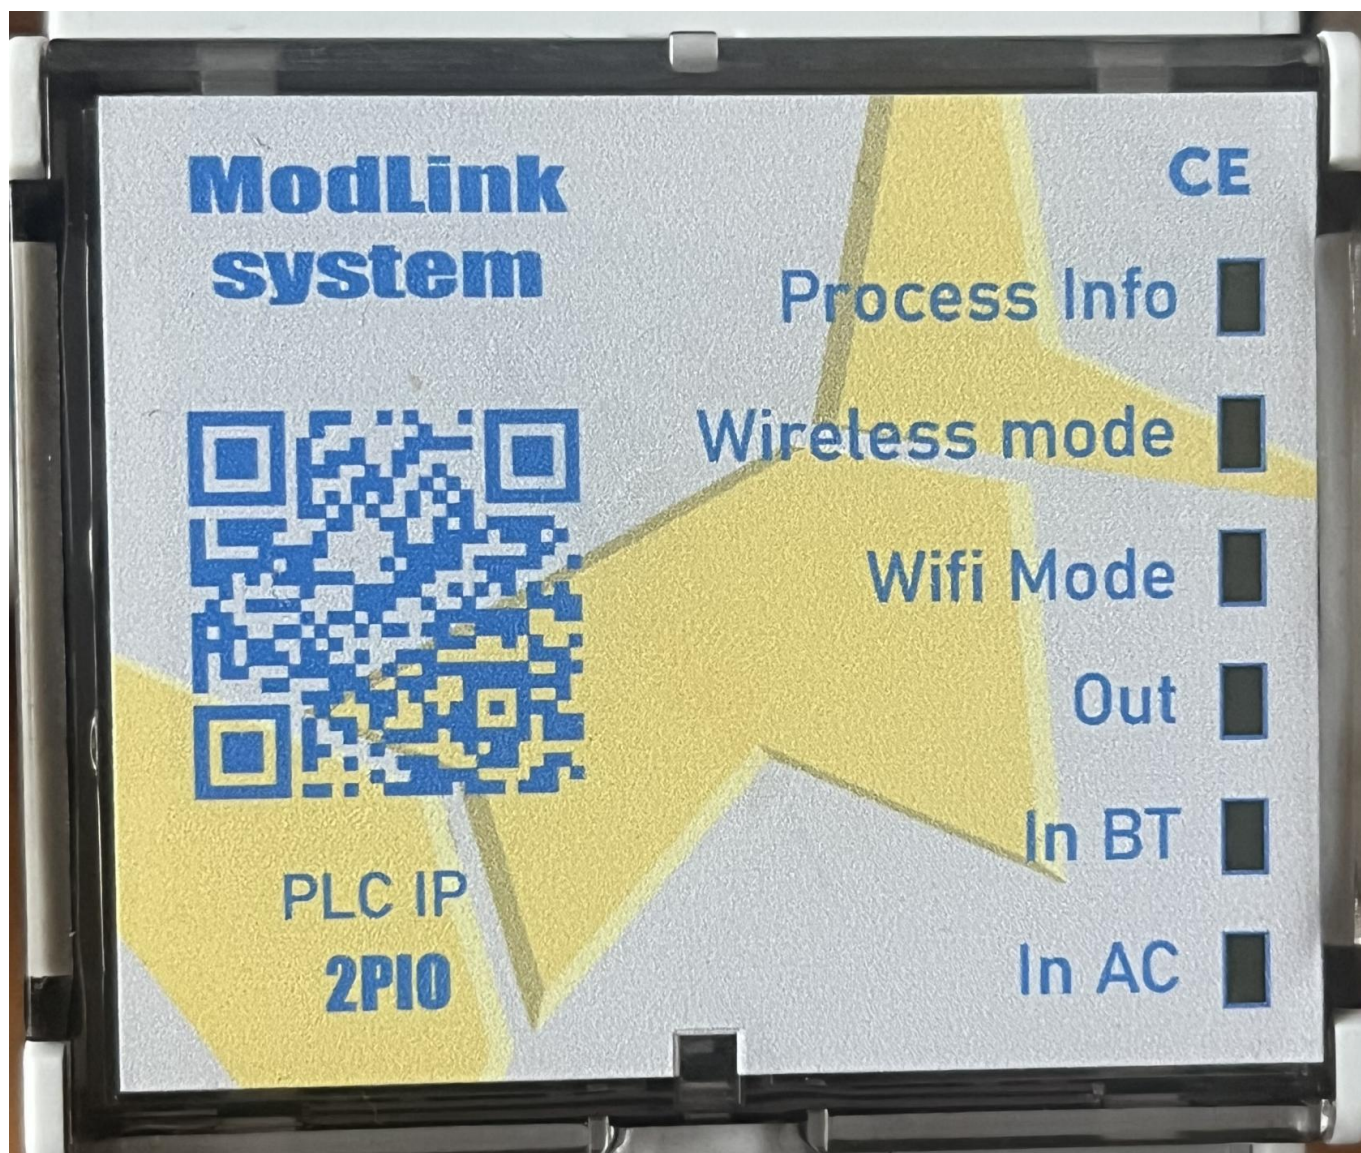 ModLink
system
CE
Process Info
Wireless mode
Wifi Mode
Out
In BT
In AC
PLC IP
2PIO